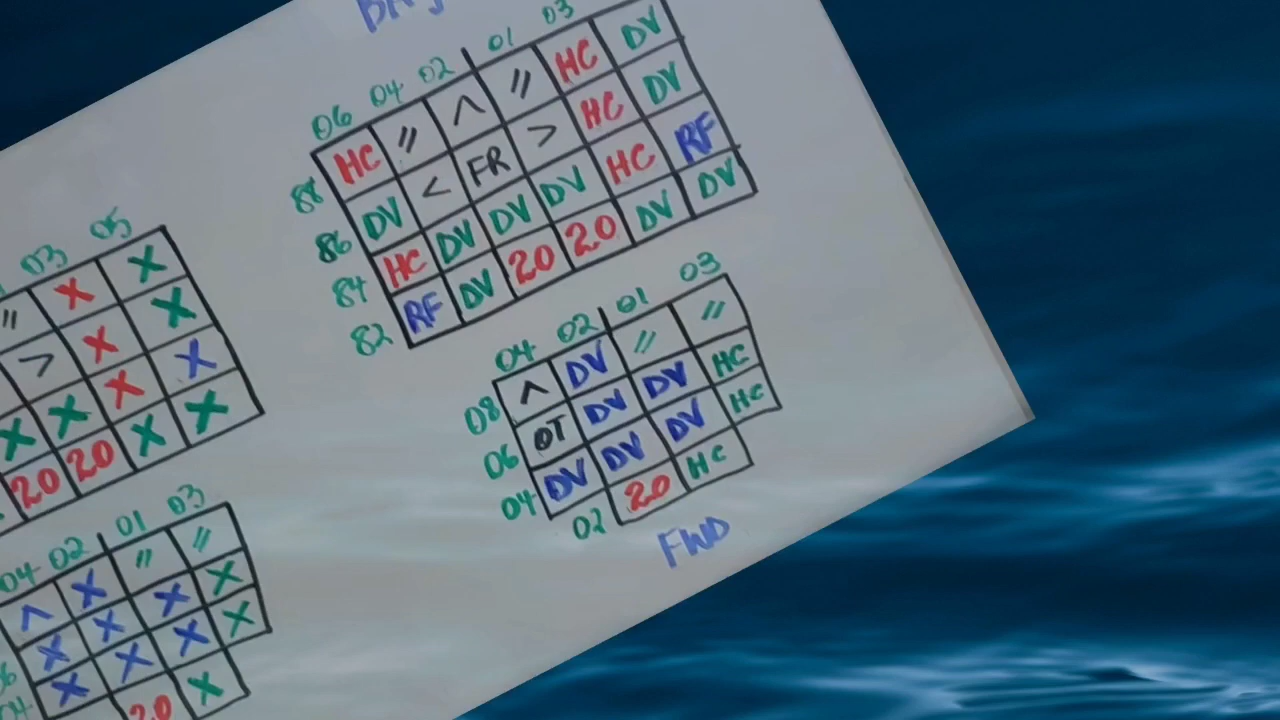 06 04 02 01 03
88 HC // ^ // HC DV
86 DV < FR > HC DV
84 HC DV DV DV HC RF
82 RF DV 20 20 DV DV
04 02 01 03
08 ^ DV // //
06 OT DV DV HC
04 DV DV DV HC
02 20 HC
FWD
03 05
// X X
> X X
X X X X
20 20 X X
04 02 01 03
^ X // //
X X X X
X X X X
20 X